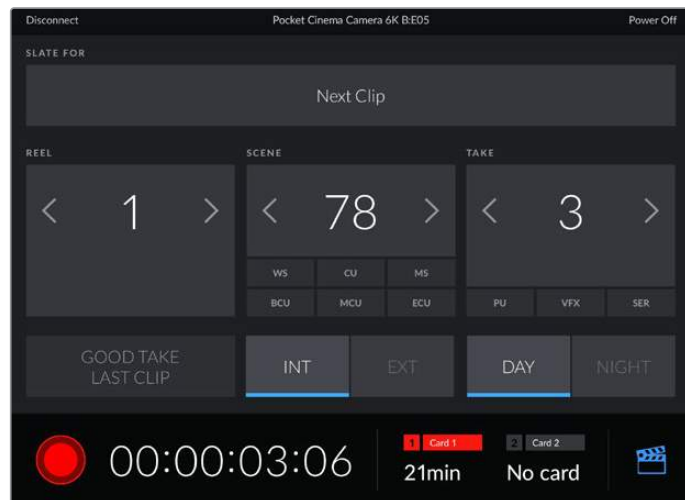 Disconnect Pocket Cinema Camera 6K B:E05 Power Off
SLATE FOR
Next Clip
REEL SCENE TAKE
1 78 3
WS CU MS
BCU MCU ECU PU VFX SER
GOOD TAKE
LAST CLIP
INT EXT DAY NIGHT
00:00:03:06
1 Card 1 2 Card 2
21min No card